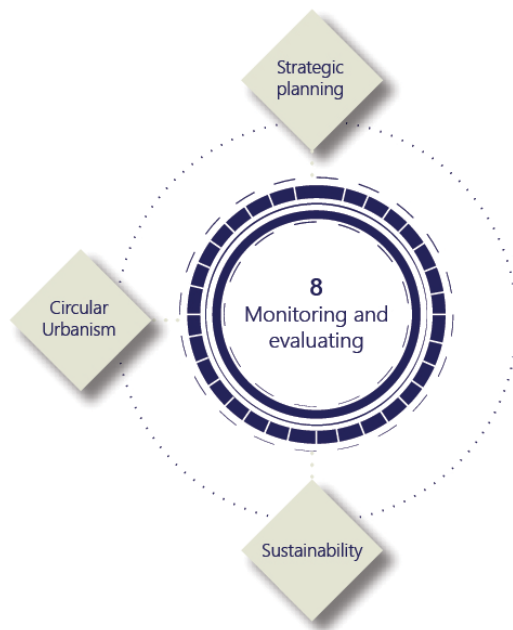 Strategic
planning
Circular
Urbanism
8
Monitoring and
evaluating
Sustainability